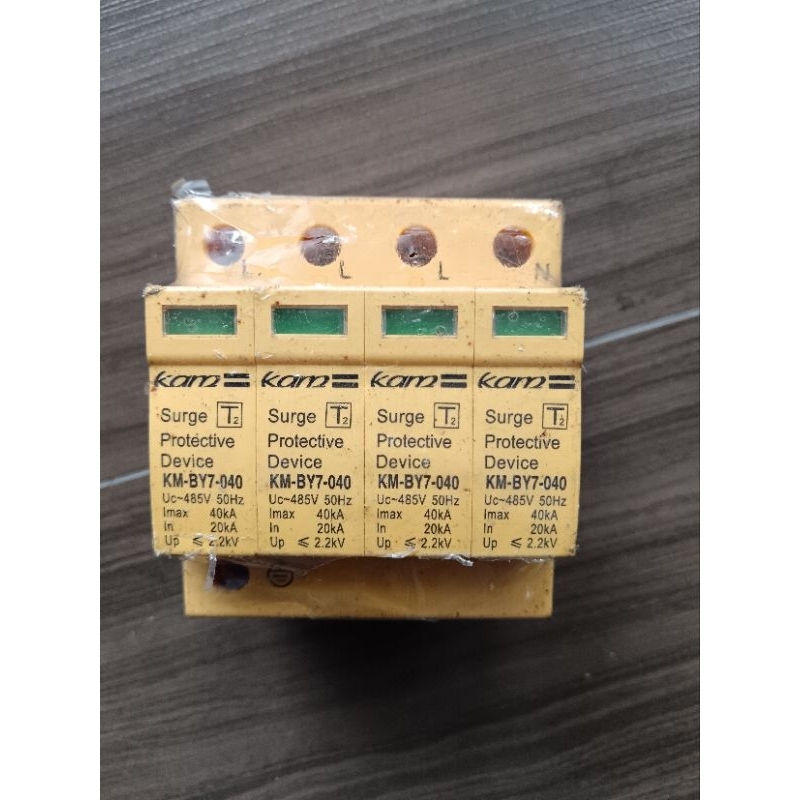 L L L N
kam kam kam kam
Surge T2 Surge T2 Surge T2 Surge T2
Protective Protective Protective Protective
Device Device Device Device
KM-BY7-040 KM-BY7-040 KM-BY7-040 KM-BY7-040
Uc~485V 50Hz Uc~485V 50Hz Uc~485V 50Hz Uc~485V 50Hz
Imax 40kA Imax 40kA Imax 40kA Imax 40kA
In 20kA In 20kA In 20kA In 20kA
Up ≤ 2.2kV Up ≤ 2.2kV Up ≤ 2.2kV Up ≤ 2.2kV